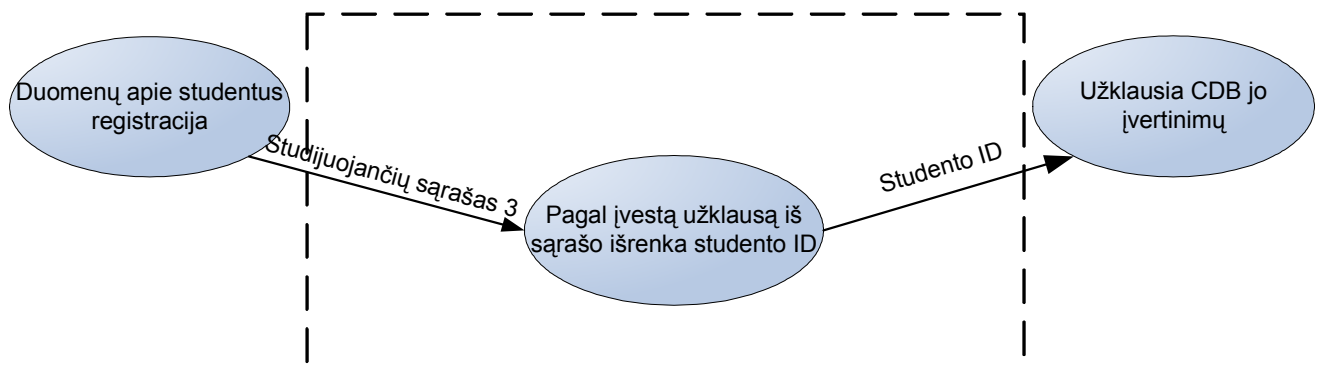 Duomenų apie studentus
registracija
Studijuojančių sąrašas 3
Pagal įvestą užklausą iš
sąrašo išrenka studento ID
Studento ID
Užklausia CDB jo
įvertinimų